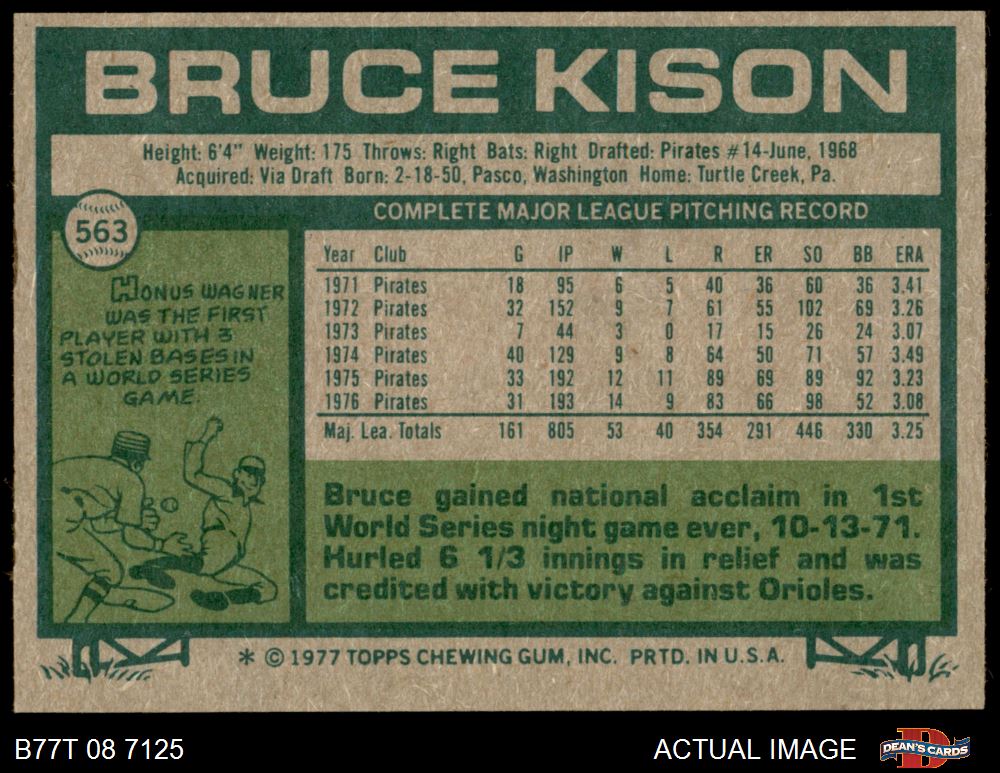 BRUCE KISON
Height: 6'4" Weight: 175 Throws: Right Bats: Right Drafted: Pirates #14-June, 1968
Acquired: Via Draft Born: 2-18-50, Pasco, Washington Home: Turtle Creek, Pa.
563
HONUS WAGNER
WAS THE FIRST
PLAYER WITH 3
STOLEN BASES IN
A WORLD SERIES
GAME.
COMPLETE MAJOR LEAGUE PITCHING RECORD
Year Club G IP W L R ER SO BB ERA
1971 Pirates 18 95 6 5 40 36 60 36 3.41
1972 Pirates 32 152 9 7 61 55 102 69 3.26
1973 Pirates 7 44 3 0 17 15 26 24 3.07
1974 Pirates 40 129 9 8 64 50 71 57 3.49
1975 Pirates 33 192 12 11 89 69 89 92 3.23
1976 Pirates 31 193 14 9 83 66 98 52 3.08
Maj. Lea. Totals 161 805 53 40 354 291 446 330 3.25
Bruce gained national acclaim in 1st
World Series night game ever, 10-13-71.
Hurled 6 1/3 innings in relief and was
credited with victory against Orioles.
* © 1977 TOPPS CHEWING GUM, INC. PRTD. IN U.S.A.
B77T 08 7125
ACTUAL IMAGE
DEAN'S CARDS